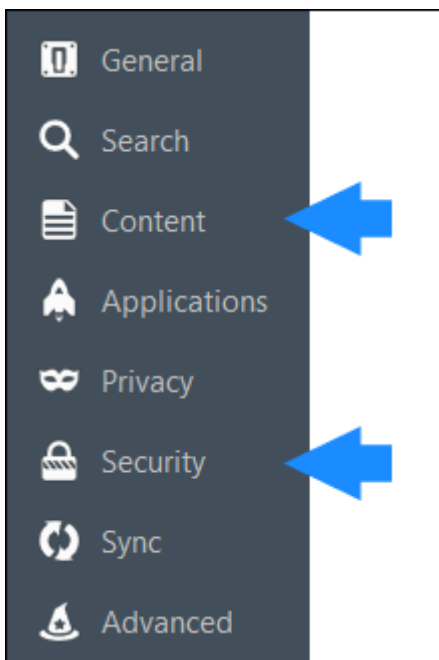 General
Search
Content
Applications
Privacy
Security
Sync
Advanced